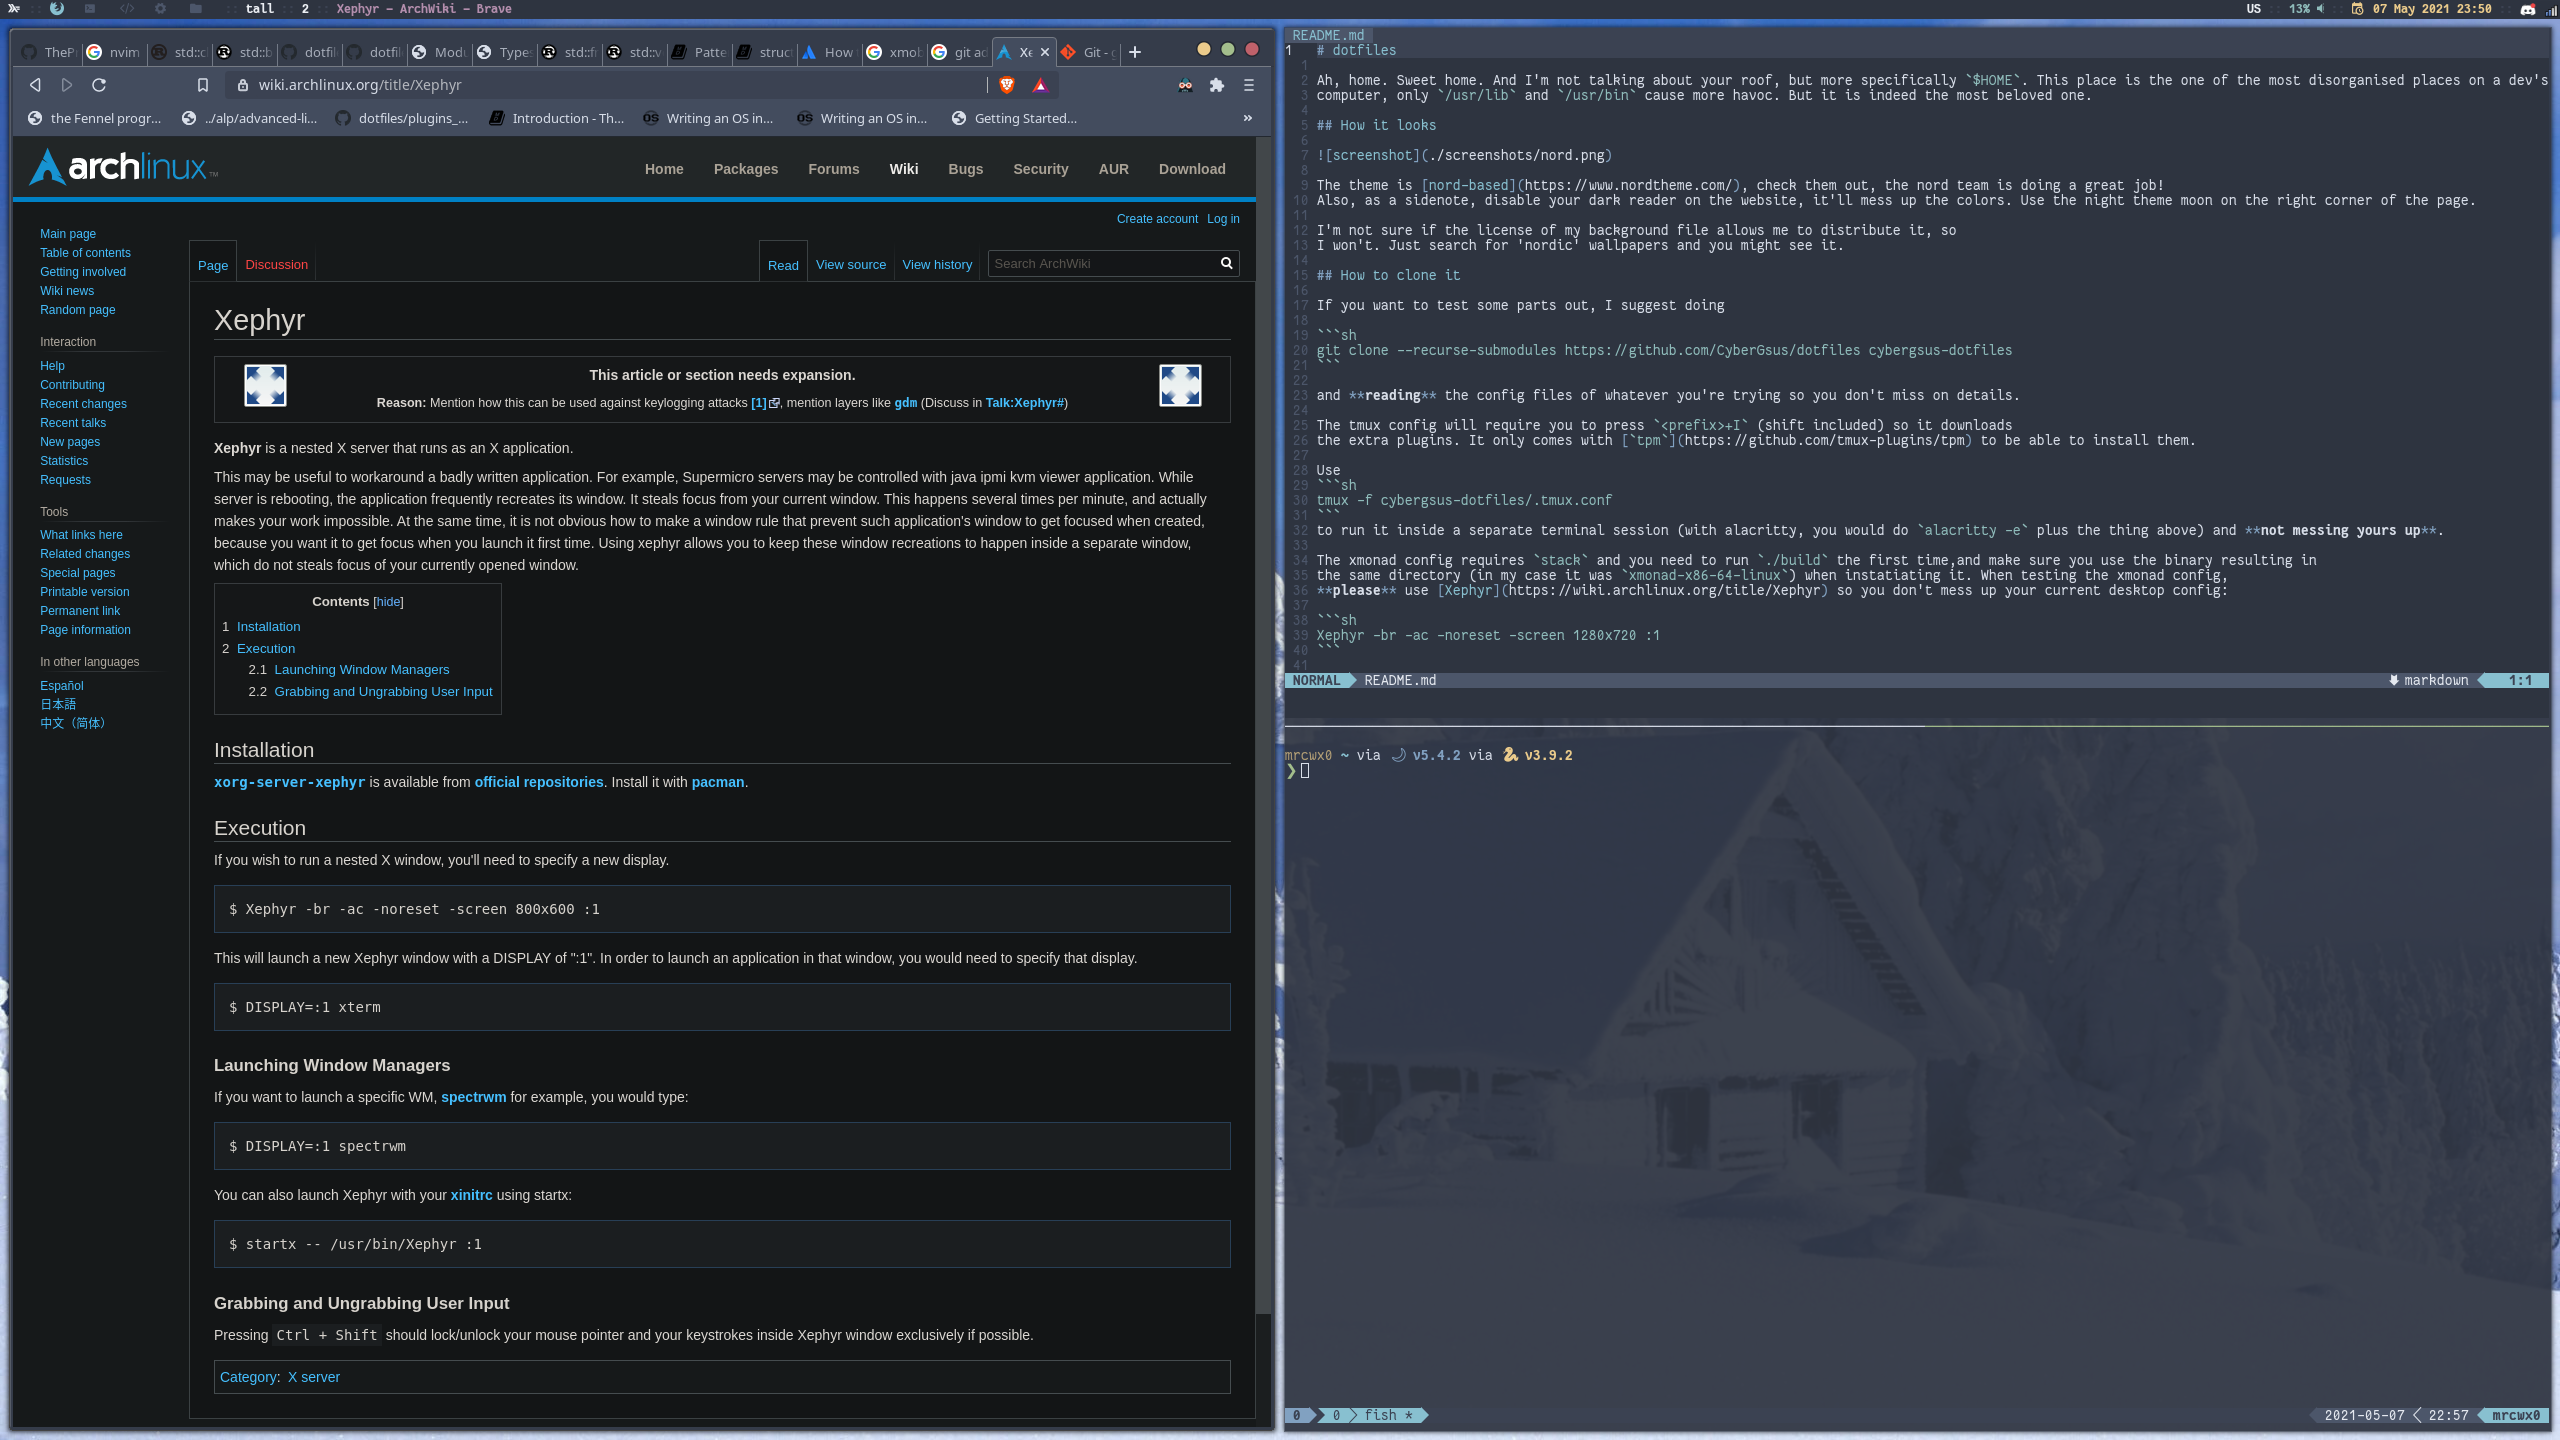 tall 2 Xephyr - ArchWiki - Brave
US 13% 07 May 2021 23:50
ThePr nvim std::cl std::b dotfile dotfile Modu Types std::fr std::v Patte struct How xmob git ad Xe Git - g
wiki.archlinux.org/title/Xephyr
the Fennel progr... ../alp/advanced-li... dotfiles/plugins_... Introduction - Th... Writing an OS in... Writing an OS in... Getting Started... »
archlinux™
Home Packages Forums Wiki Bugs Security AUR Download
Create account Log in
Main page
Table of contents
Getting involved
Wiki news
Random page
Interaction
Help
Contributing
Recent changes
Recent talks
New pages
Statistics
Requests
Tools
What links here
Related changes
Special pages
Printable version
Permanent link
Page information
In other languages
Español
日本語
中文（简体）
Page Discussion Read View source View history Search ArchWiki
Xephyr
This article or section needs expansion.
Reason: Mention how this can be used against keylogging attacks [1], mention layers like gdm (Discuss in Talk:Xephyr#)
Xephyr is a nested X server that runs as an X application.
This may be useful to workaround a badly written application. For example, Supermicro servers may be controlled with java ipmi kvm viewer application. While
server is rebooting, the application frequently recreates its window. It steals focus from your current window. This happens several times per minute, and actually
makes your work impossible. At the same time, it is not obvious how to make a window rule that prevent such application's window to get focused when created,
because you want it to get focus when you launch it first time. Using xephyr allows you to keep these window recreations to happen inside a separate window,
which do not steals focus of your currently opened window.
Contents [hide]
1 Installation
2 Execution
2.1 Launching Window Managers
2.2 Grabbing and Ungrabbing User Input
Installation
xorg-server-xephyr is available from official repositories. Install it with pacman.
Execution
If you wish to run a nested X window, you'll need to specify a new display.
$ Xephyr -br -ac -noreset -screen 800x600 :1
This will launch a new Xephyr window with a DISPLAY of ":1". In order to launch an application in that window, you would need to specify that display.
$ DISPLAY=:1 xterm
Launching Window Managers
If you want to launch a specific WM, spectrwm for example, you would type:
$ DISPLAY=:1 spectrwm
You can also launch Xephyr with your xinitrc using startx:
$ startx -- /usr/bin/Xephyr :1
Grabbing and Ungrabbing User Input
Pressing Ctrl + Shift should lock/unlock your mouse pointer and your keystrokes inside Xephyr window exclusively if possible.
Category: X server
README.md
1 # dotfiles
1
2 Ah, home. Sweet home. And I'm not talking about your roof, but more specifically `$HOME`. This place is the one of the most disorganised places on a dev's
3 computer, only `/usr/lib` and `/usr/bin` cause more havoc. But it is indeed the most beloved one.
4
5 ## How it looks
6
7 ![screenshot](./screenshots/nord.png)
8
9 The theme is [nord-based](https://www.nordtheme.com/), check them out, the nord team is doing a great job!
10 Also, as a sidenote, disable your dark reader on the website, it'll mess up the colors. Use the night theme moon on the right corner of the page.
11
12 I'm not sure if the license of my background file allows me to distribute it, so
13 I won't. Just search for 'nordic' wallpapers and you might see it.
14
15 ## How to clone it
16
17 If you want to test some parts out, I suggest doing
18
19 ```sh
20 git clone --recurse-submodules https://github.com/CyberGsus/dotfiles cybergsus-dotfiles
21 ```
22
23 and **reading** the config files of whatever you're trying so you don't miss on details.
24
25 The tmux config will require you to press `<prefix>+I` (shift included) so it downloads
26 the extra plugins. It only comes with [`tpm`](https://github.com/tmux-plugins/tpm) to be able to install them.
27
28 Use
29 ```sh
30 tmux -f cybergsus-dotfiles/.tmux.conf
31 ```
32 to run it inside a separate terminal session (with alacritty, you would do `alacritty -e` plus the thing above) and **not messing yours up**.
33
34 The xmonad config requires `stack` and you need to run `./build` the first time,and make sure you use the binary resulting in
35 the same directory (in my case it was `xmonad-x86-64-linux`) when instatiating it. When testing the xmonad config,
36 **please** use [Xephyr](https://wiki.archlinux.org/title/Xephyr) so you don't mess up your current desktop config:
37
38 ```sh
39 Xephyr -br -ac -noreset -screen 1280x720 :1
40 ```
41
NORMAL README.md markdown 1:1
mrcwx0 ~ via v5.4.2 via v3.9.2
❯
0 0 fish * 2021-05-07 22:57 mrcwx0